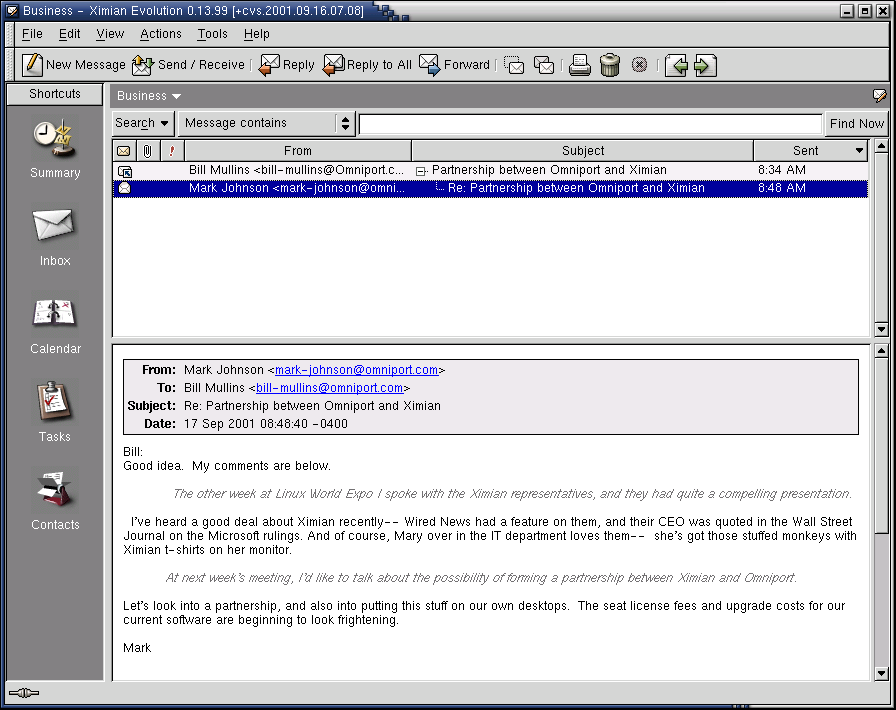 Business - Ximian Evolution 0.13.99 [+cvs.2001.09.16.07.08]
File Edit View Actions Tools Help
New Message Send / Receive Reply Reply to All Forward
Shortcuts
Business
Search Message contains Find Now
! From Subject Sent
Bill Mullins <bill-mullins@Omniport.c... Partnership between Omniport and Ximian 8:34 AM
Mark Johnson <mark-johnson@omni... Re: Partnership between Omniport and Ximian 8:48 AM
Summary
Inbox
Calendar
Tasks
Contacts
From: Mark Johnson <mark-johnson@omniport.com>
To: Bill Mullins <bill-mullins@omniport.com>
Subject: Re: Partnership between Omniport and Ximian
Date: 17 Sep 2001 08:48:40 -0400
Bill:
Good idea. My comments are below.
The other week at Linux World Expo I spoke with the Ximian representatives, and they had quite a compelling presentation.
I've heard a good deal about Ximian recently-- Wired News had a feature on them, and their CEO was quoted in the Wall Street
Journal on the Microsoft rulings. And of course, Mary over in the IT department loves them-- she's got those stuffed monkeys with
Ximian t-shirts on her monitor.
At next week's meeting, I'd like to talk about the possibility of forming a partnership between Ximian and Omniport.
Let's look into a partnership, and also into putting this stuff on our own desktops. The seat license fees and upgrade costs for our
current software are beginning to look frightening.
Mark